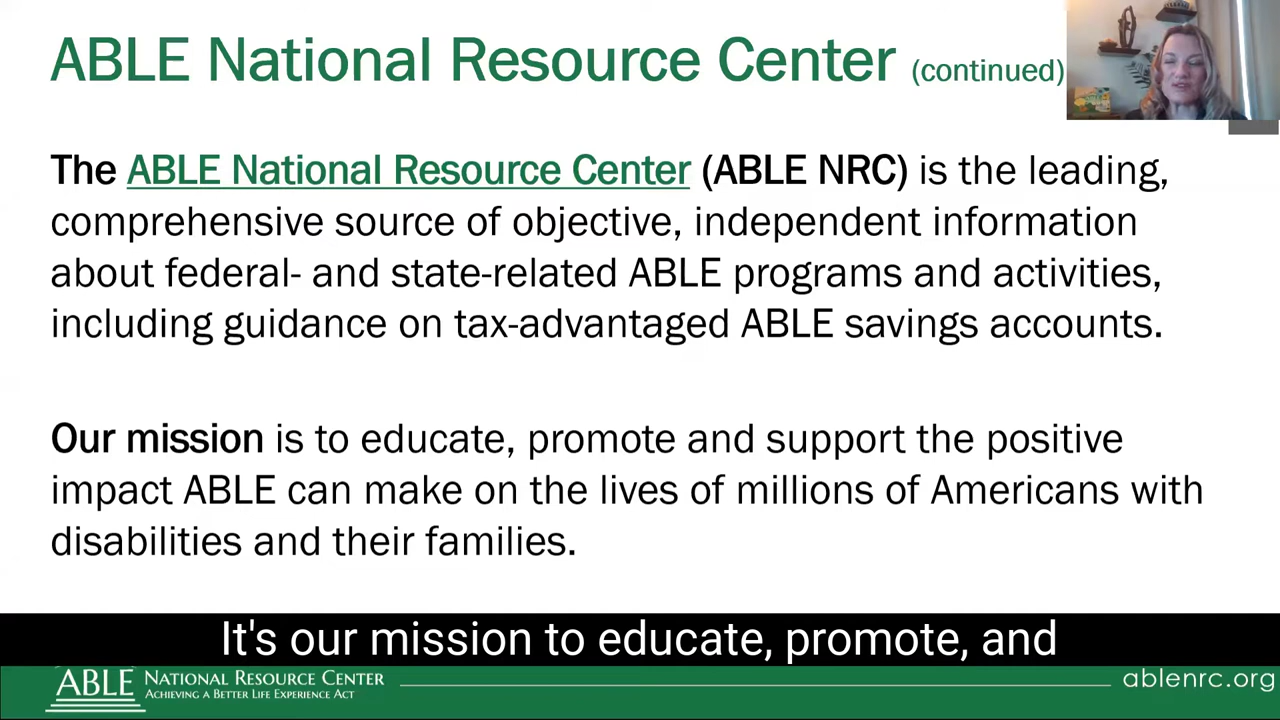 ABLE National Resource Center (continued)
The ABLE National Resource Center (ABLE NRC) is the leading,
comprehensive source of objective, independent information
about federal- and state-related ABLE programs and activities,
including guidance on tax-advantaged ABLE savings accounts.
Our mission is to educate, promote and support the positive
impact ABLE can make on the lives of millions of Americans with
disabilities and their families.
It's our mission to educate, promote, and
ABLE NATIONAL RESOURCE CENTER
ACHIEVING A BETTER LIFE EXPERIENCE ACT
ablenrc.org